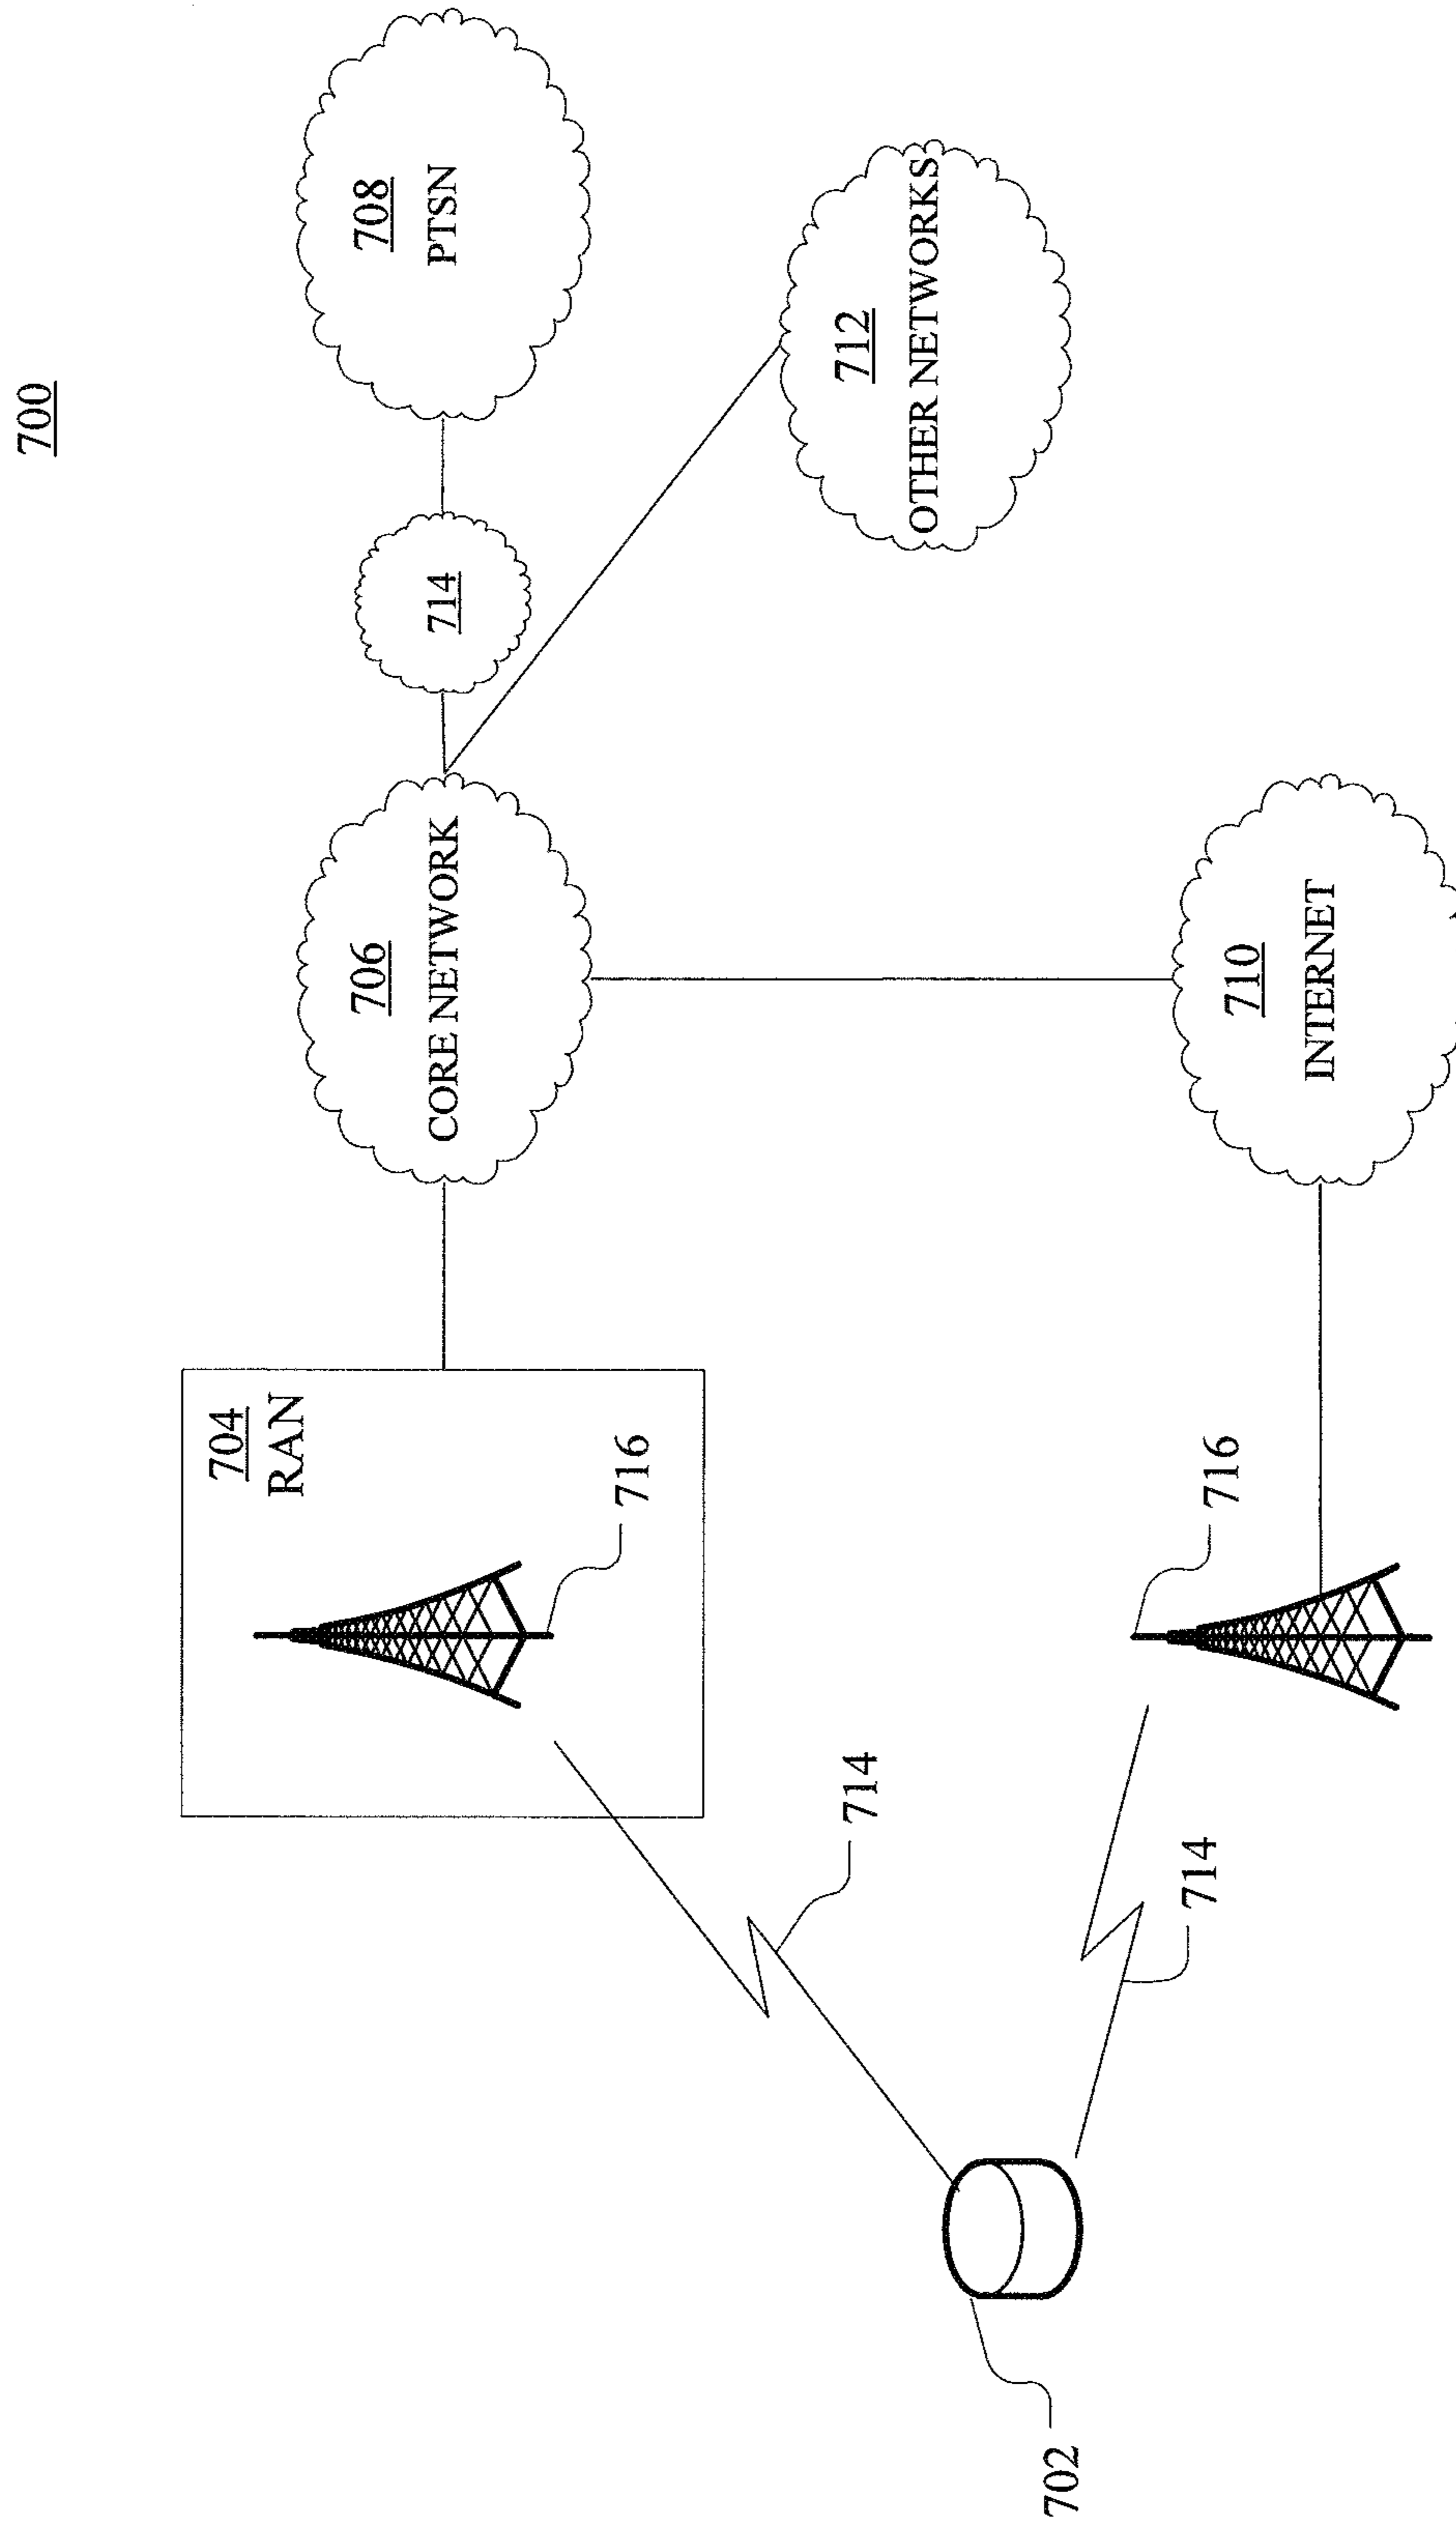 700
704
RAN
716
706
CORE NETWORK
714
708
PTSN
712
OTHER NETWORKS
702
714
714
716
710
INTERNET